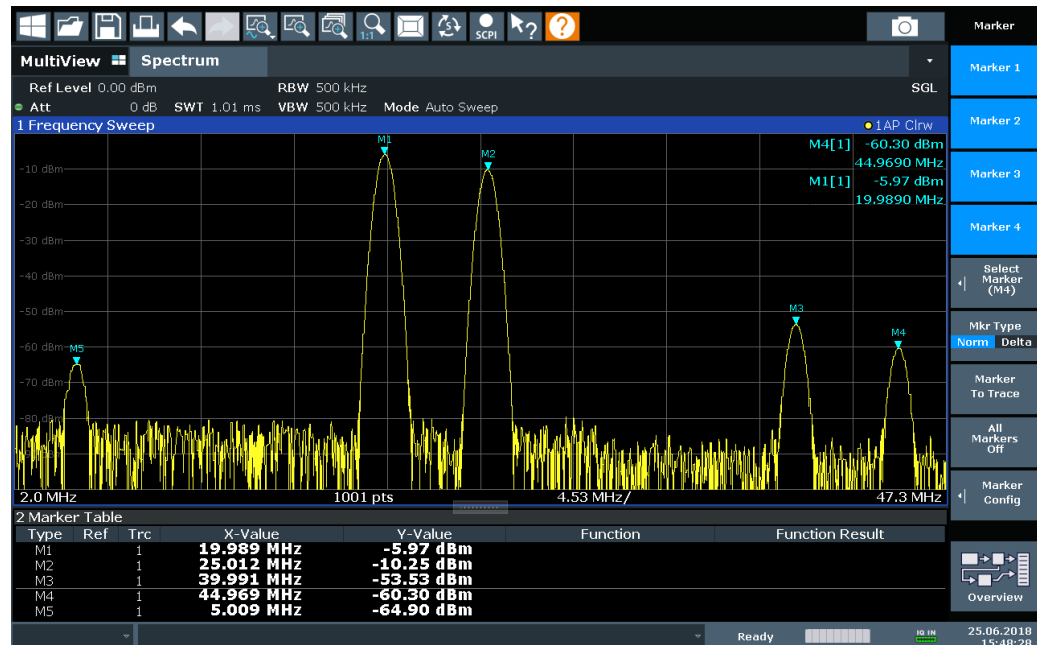 1:1
SCPI
?
?
Marker
MultiView Spectrum
Ref Level 0.00 dBm RBW 500 kHz SGL
Att 0 dB SWT 1.01 ms VBW 500 kHz Mode Auto Sweep
1 Frequency Sweep 1AP Clrw
M1
M2
M4[1] -60.30 dBm
44.9690 MHz
M1[1] -5.97 dBm
19.9890 MHz
-10 dBm
-20 dBm
-30 dBm
-40 dBm
-50 dBm
M3
M4
-60 dBm
M5
-70 dBm
-80 dBm
2.0 MHz 1001 pts 4.53 MHz/ 47.3 MHz
2 Marker Table
Type Ref Trc X-Value Y-Value Function Function Result
M1 1 19.989 MHz -5.97 dBm
M2 1 25.012 MHz -10.25 dBm
M3 1 39.991 MHz -53.53 dBm
M4 1 44.969 MHz -60.30 dBm
M5 1 5.009 MHz -64.90 dBm
Marker 1
Marker 2
Marker 3
Marker 4
Select
Marker
(M4)
Mkr Type
Norm Delta
Marker
To Trace
All
Markers
Off
Marker
Config
Overview
Ready
IQ IN
25.06.2018
15:48:28